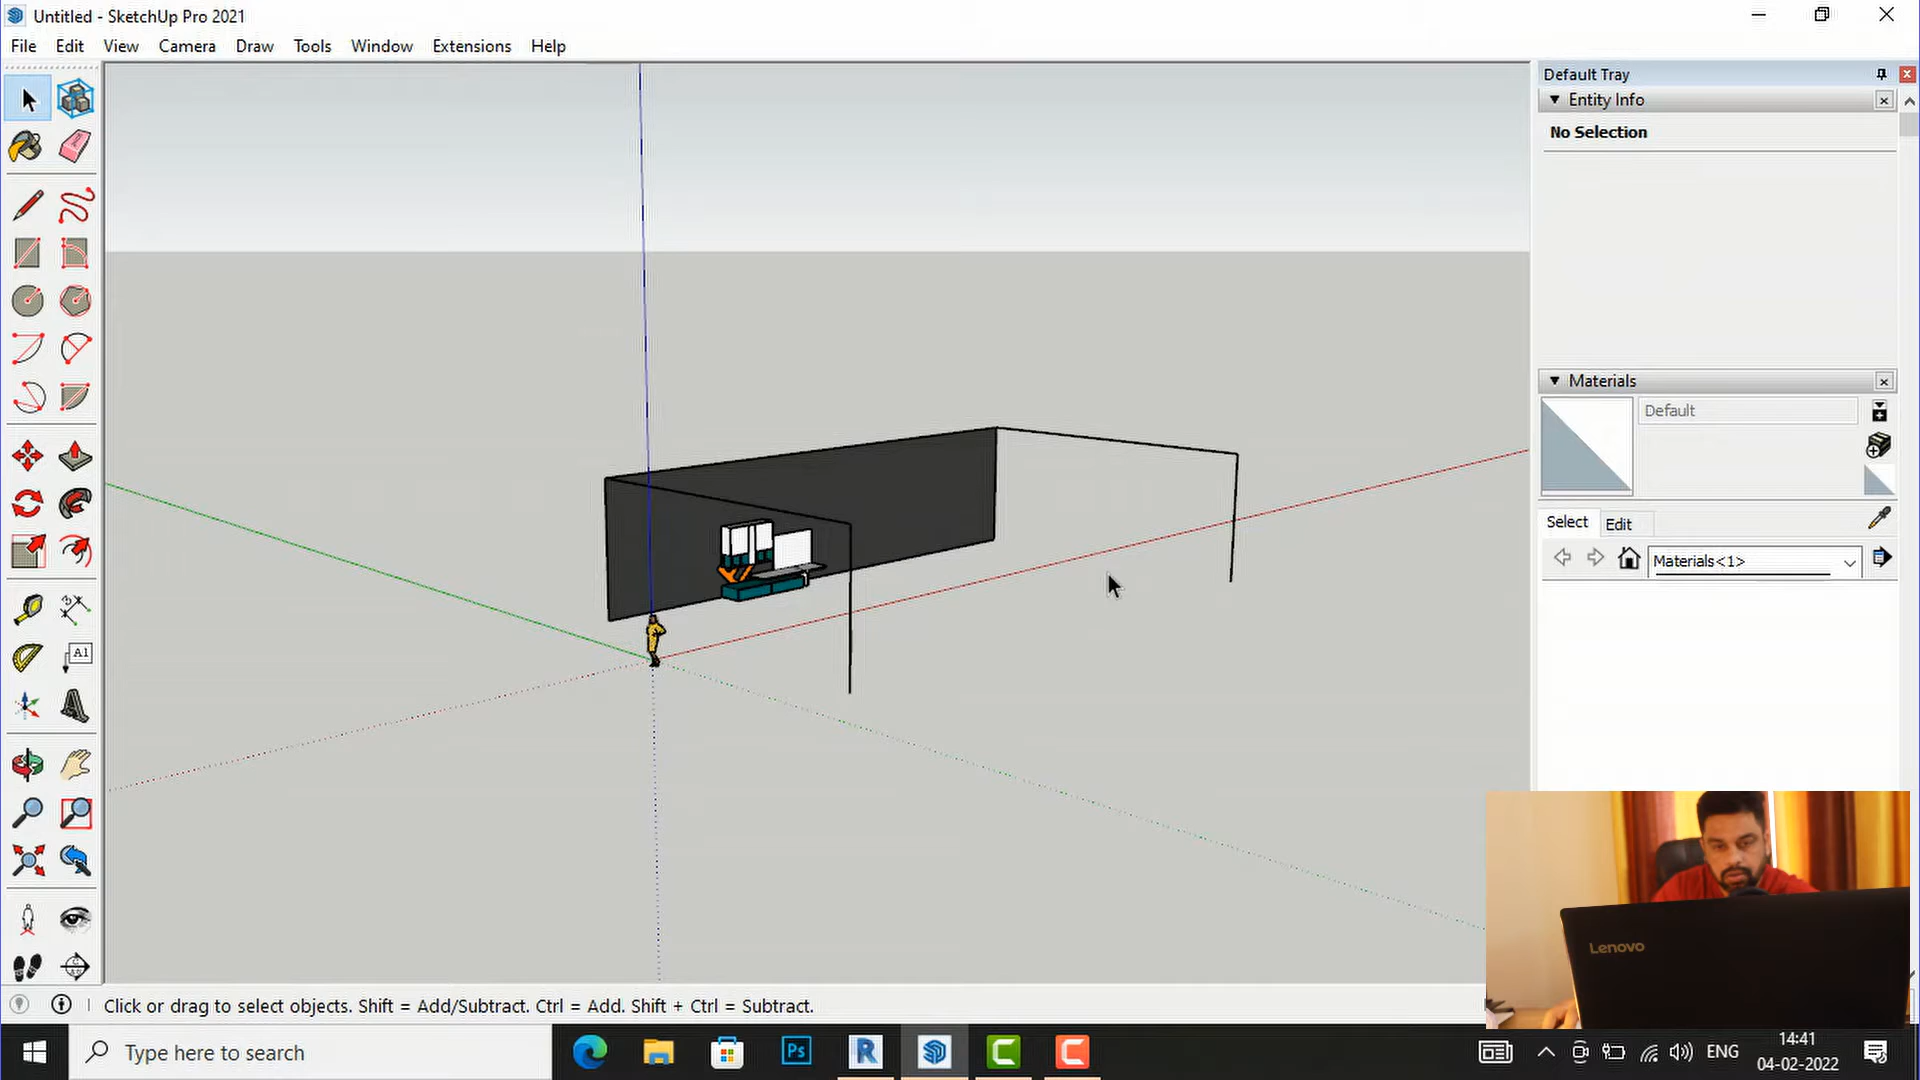 Untitled - SketchUp Pro 2021
File Edit View Camera Draw Tools Window Extensions Help
Default Tray
Entity Info
No Selection
Materials
Default
Select Edit
Materials<1>
A1
Lenovo
Click or drag to select objects. Shift = Add/Subtract. Ctrl = Add. Shift + Ctrl = Subtract.
Type here to search
Ps
R
C
C
ENG
14:41
04-02-2022